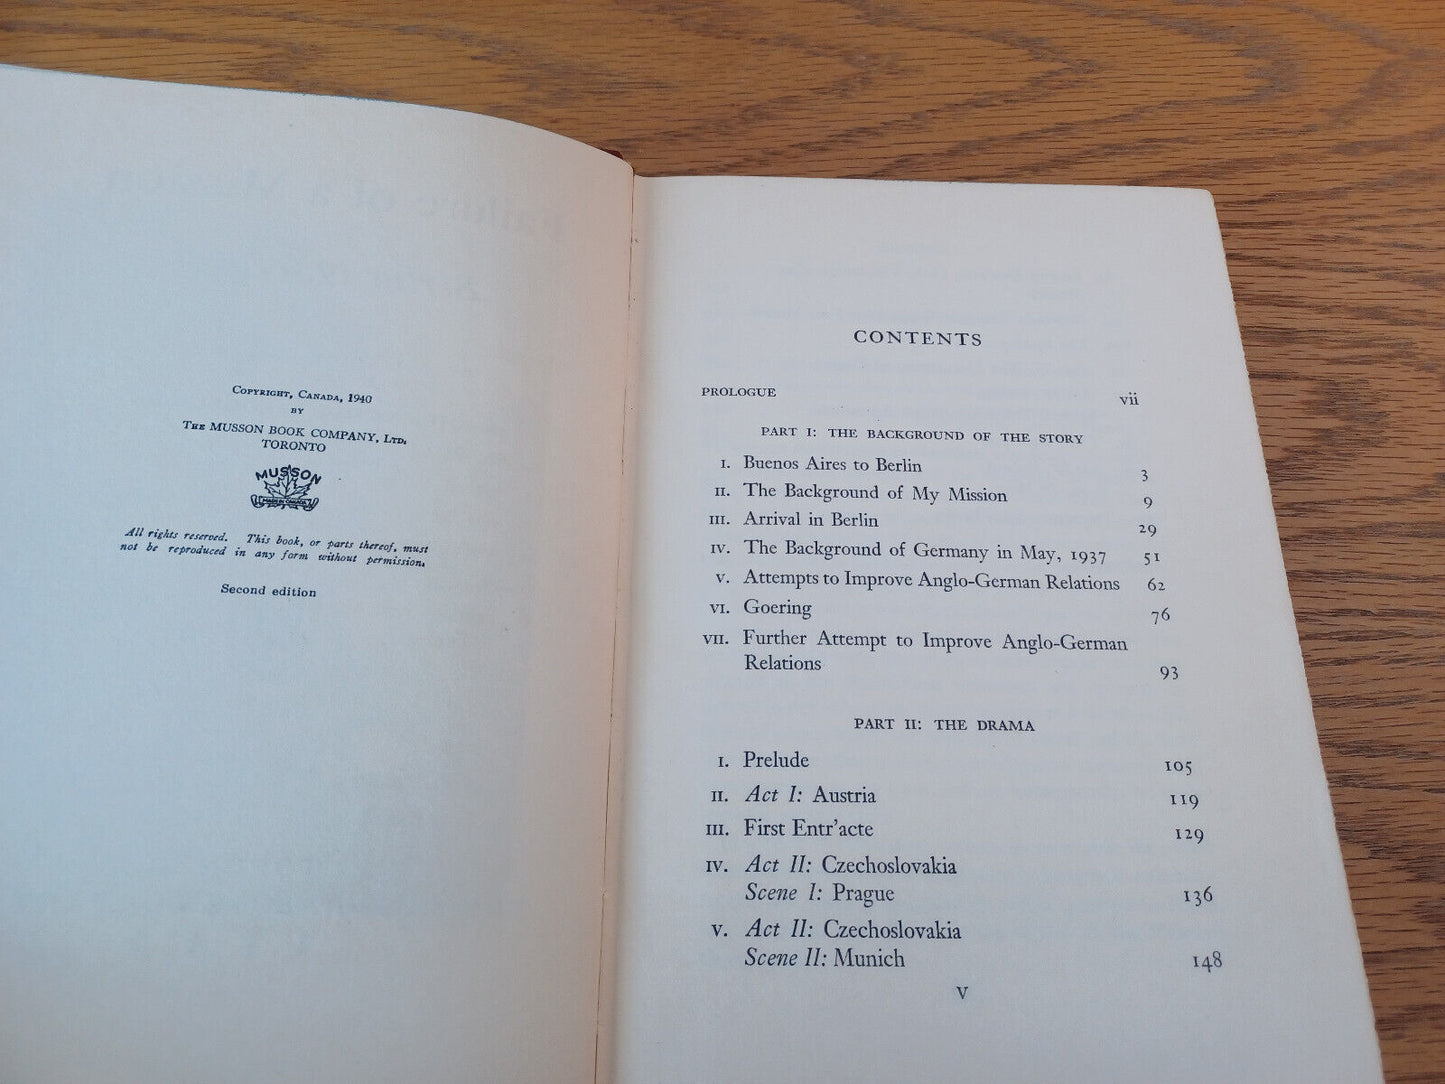 COPYRIGHT, CANADA, 1940
BY
THE MUSSON BOOK COMPANY, LTD.
TORONTO
MUSSON
MADE IN CANADA
All rights reserved. This book, or parts thereof, must
not be reproduced in any form without permission.
Second edition
CONTENTS
PROLOGUE vii
PART I: THE BACKGROUND OF THE STORY
I. Buenos Aires to Berlin 3
II. The Background of My Mission 9
III. Arrival in Berlin 29
IV. The Background of Germany in May, 1937 51
V. Attempts to Improve Anglo-German Relations 62
VI. Goering 76
VII. Further Attempt to Improve Anglo-German
Relations 93
PART II: THE DRAMA
I. Prelude 105
II. Act I: Austria 119
III. First Entr'acte 129
IV. Act II: Czechoslovakia
Scene I: Prague 136
V. Act II: Czechoslovakia
Scene II: Munich 148
V